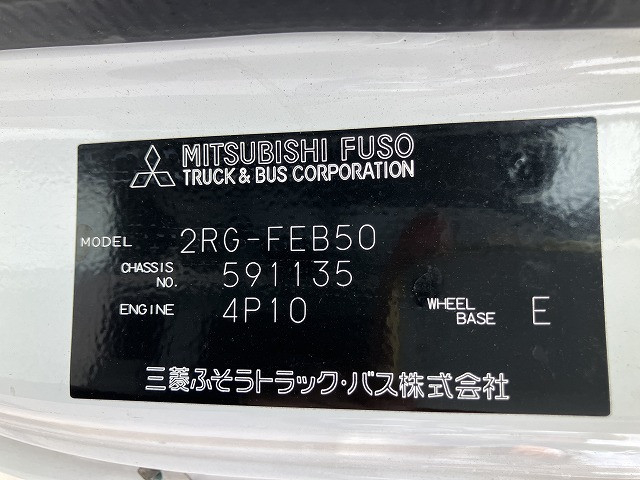 MITSUBISHI FUSO
TRUCK & BUS CORPORATION
MODEL 2RG-FEB50
CHASSIS NO. 591135
ENGINE 4P10 WHEEL BASE E
三菱ふそうトラック・バス株式会社